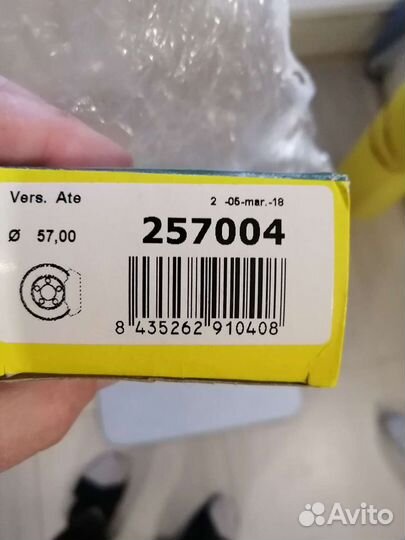 Vers. Ate 2 -05-mar.-18
Ø 57,00 257004
8 435262 910408
Avito